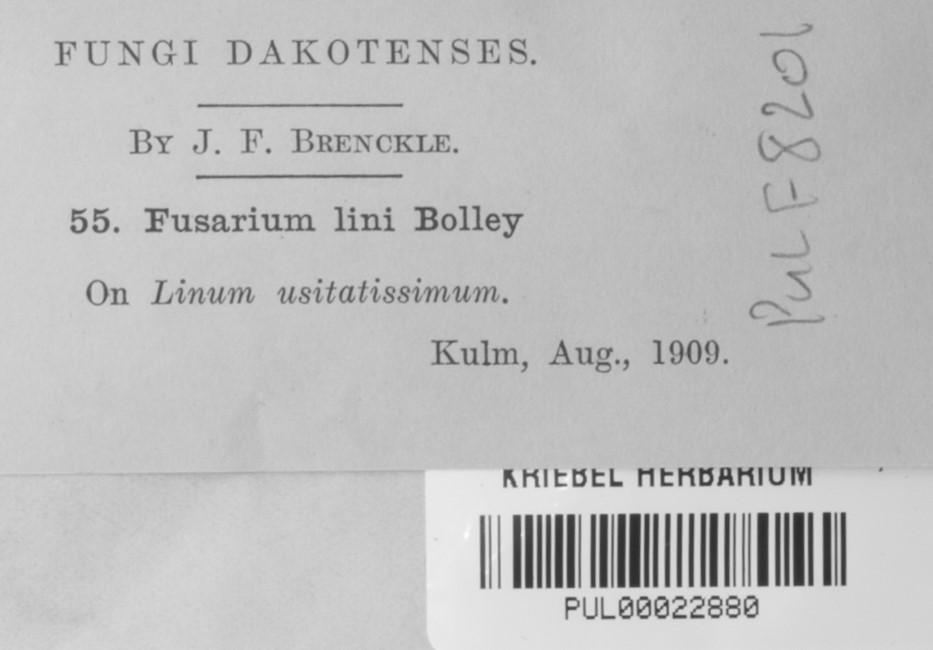 FUNGI DAKOTENSES.
By J. F. Brenckle.
55. Fusarium lini Bolley
On Linum usitatissimum.
Kulm, Aug., 1909.
PUL F8201
KRIEBEL HERBARIUM
PUL00022880